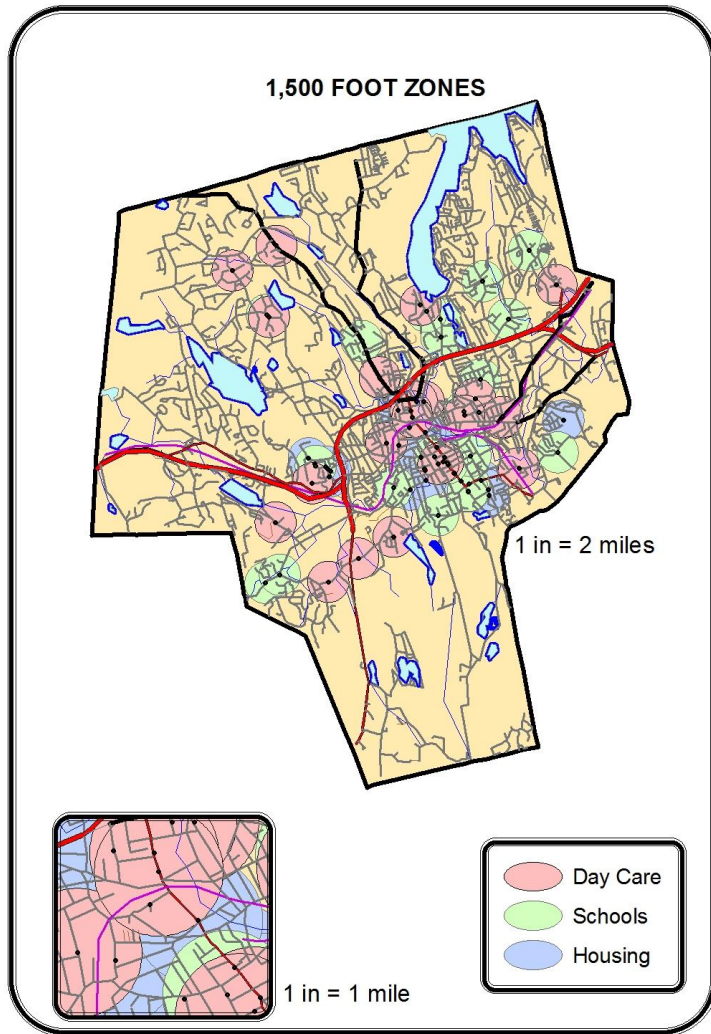 1,500 FOOT ZONES
1 in = 2 miles
Day Care
Schools
Housing
1 in = 1 mile